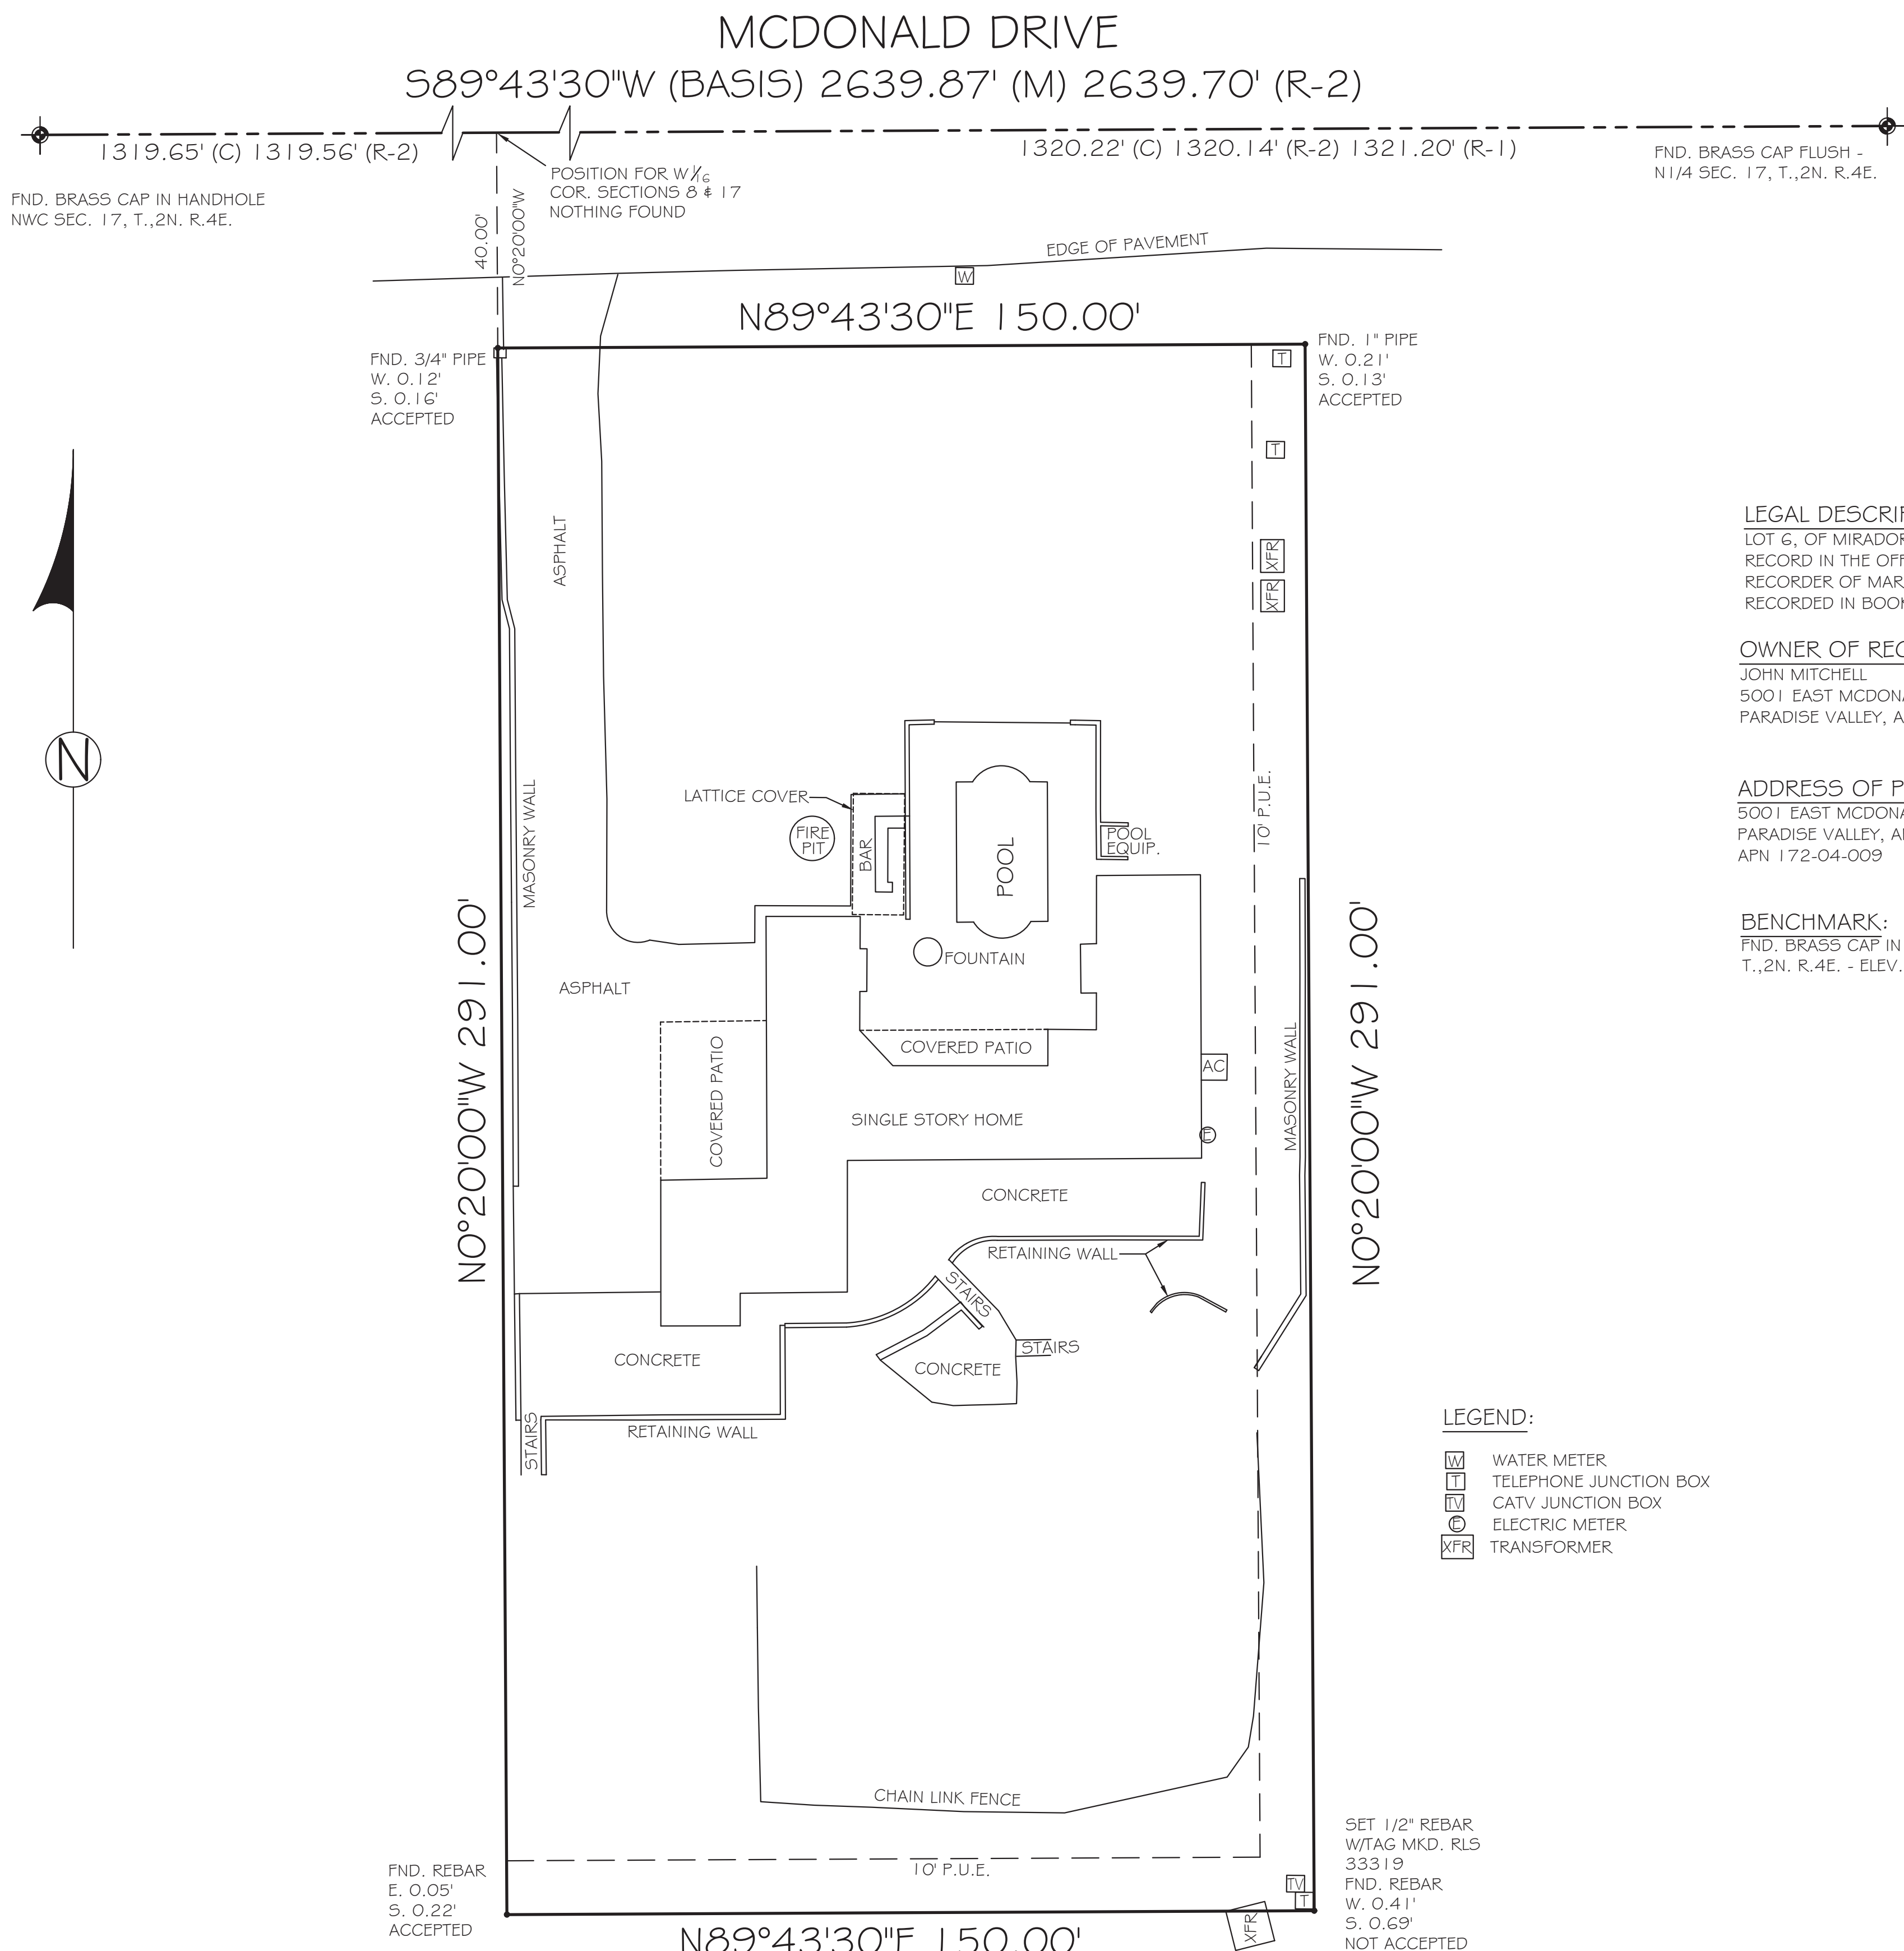 MCDONALD DRIVE
S89°43'30"W (BASIS) 2639.87' (M) 2639.70' (R-2)
1319.65' (C) 1319.56' (R-2)
1320.22' (C) 1320.14' (R-2) 1321.20' (R-1)
FND. BRASS CAP IN HANDHOLE
NWC SEC. 17, T.,2N. R.4E.
POSITION FOR W 1/16
COR. SECTIONS 8 & 17
NOTHING FOUND
FND. BRASS CAP FLUSH -
N1/4 SEC. 17, T.,2N. R.4E.
40.00'
N0°20'00"W
EDGE OF PAVEMENT
W
N89°43'30"E 150.00'
FND. 3/4" PIPE
W. 0.12'
S. 0.16'
ACCEPTED
FND. 1" PIPE
W. 0.21'
S. 0.13'
ACCEPTED
T
T
XFR
XFR
ASPHALT
N
MASONRY WALL
LATTICE COVER
FIRE
PIT
BAR
POOL
POOL
EQUIP.
10' P.U.E.
FOUNTAIN
ASPHALT
N0°20'00"W 291.00'
N0°20'00"W 291.00'
COVERED PATIO
COVERED PATIO
AC
MASONRY WALL
SINGLE STORY HOME
E
CONCRETE
RETAINING WALL
STAIRS
STAIRS
CONCRETE
CONCRETE
STAIRS
RETAINING WALL
CHAIN LINK FENCE
10' P.U.E.
FND. REBAR
E. 0.05'
S. 0.22'
ACCEPTED
TV
T
XFR
SET 1/2" REBAR
W/TAG MKD. RLS
33319
FND. REBAR
W. 0.41'
S. 0.69'
NOT ACCEPTED
N89°43'30"E 150.00'
LEGAL DESCRI
LOT 6, OF MIRADOR
RECORD IN THE OFF
RECORDER OF MAR
RECORDED IN BOOK
OWNER OF REC
JOHN MITCHELL
5001 EAST MCDONA
PARADISE VALLEY, A
ADDRESS OF P
5001 EAST MCDONA
PARADISE VALLEY, A
APN 172-04-009
BENCHMARK:
FND. BRASS CAP IN
T.,2N. R.4E. - ELEV.
LEGEND:
W WATER METER
T TELEPHONE JUNCTION BOX
TV CATV JUNCTION BOX
E ELECTRIC METER
XFR TRANSFORMER